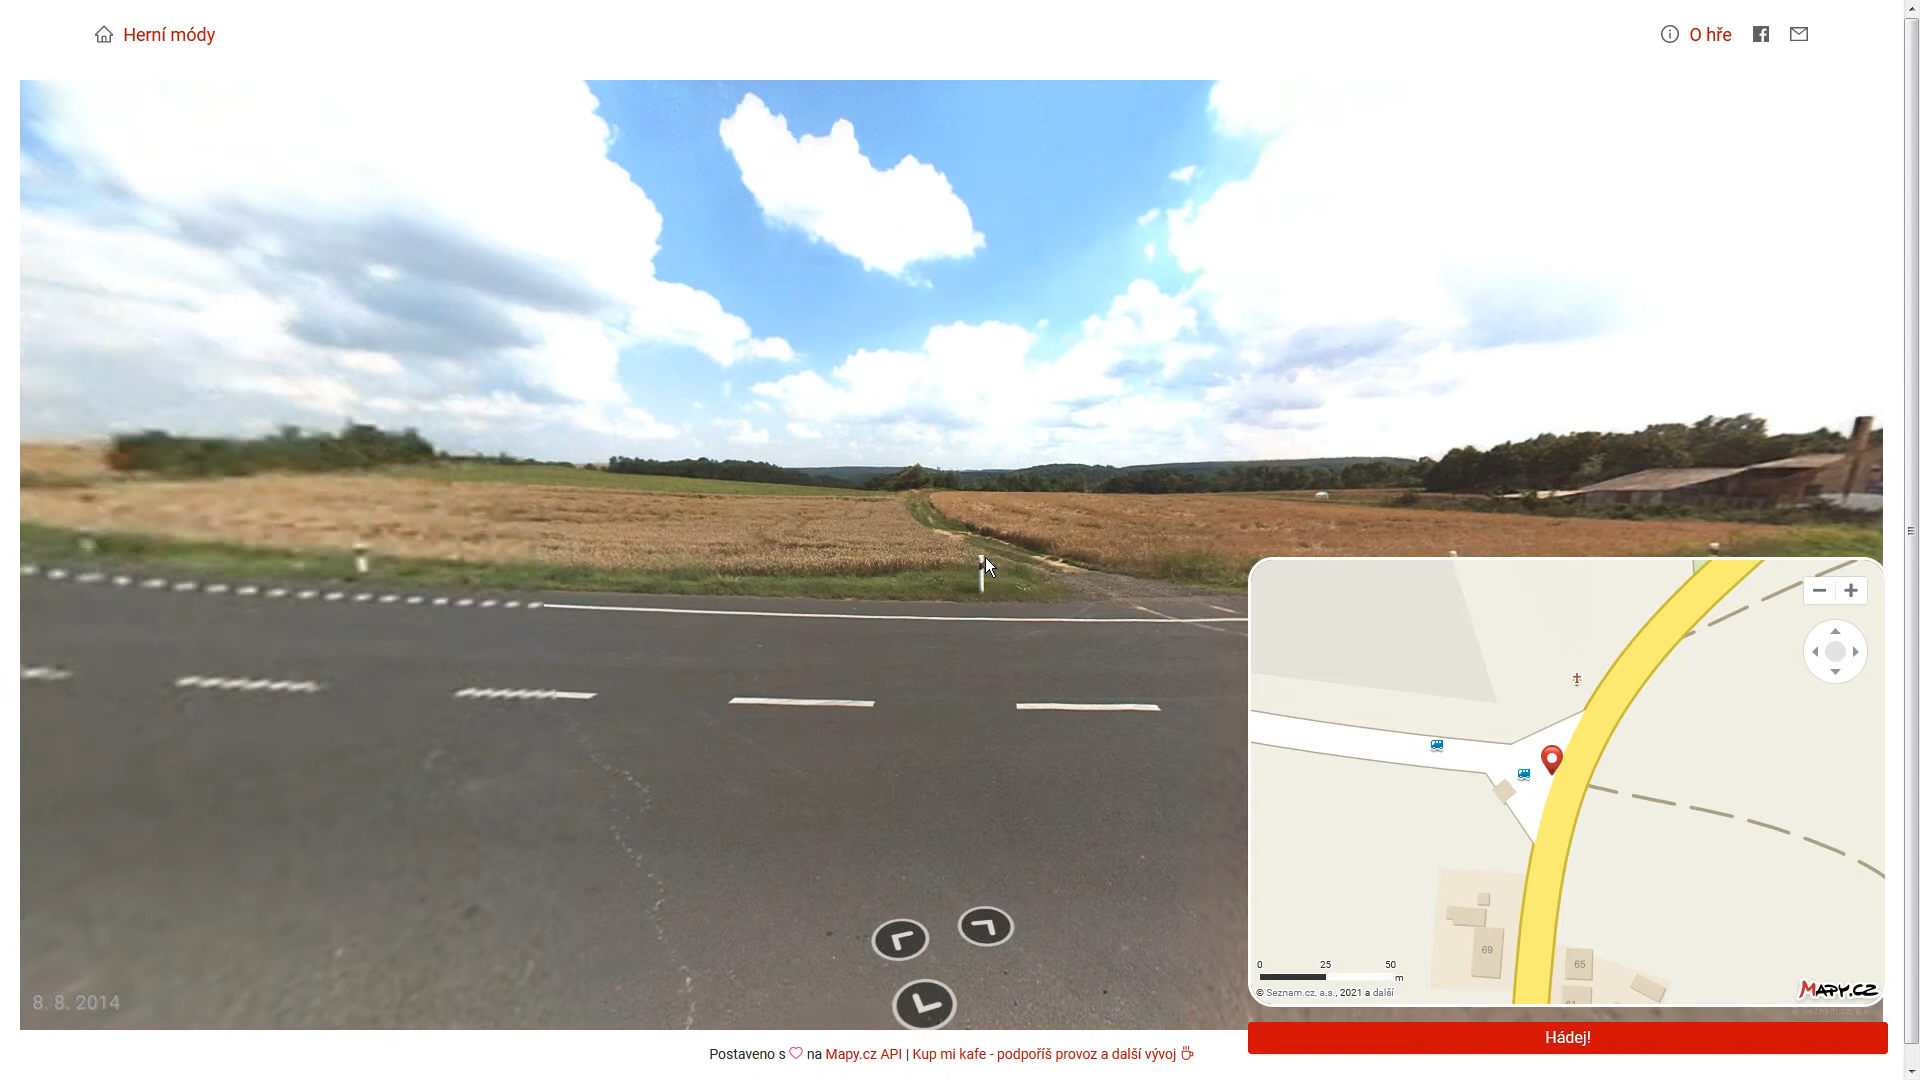 Herní módy
O hře
69
65
0 25 50
m
© Seznam.cz, a.s., 2021 a další
Mapy.cz
8. 8. 2014
Hádej!
Postaveno s na Mapy.cz API | Kup mi kafe - podpoříš provoz a další vývoj